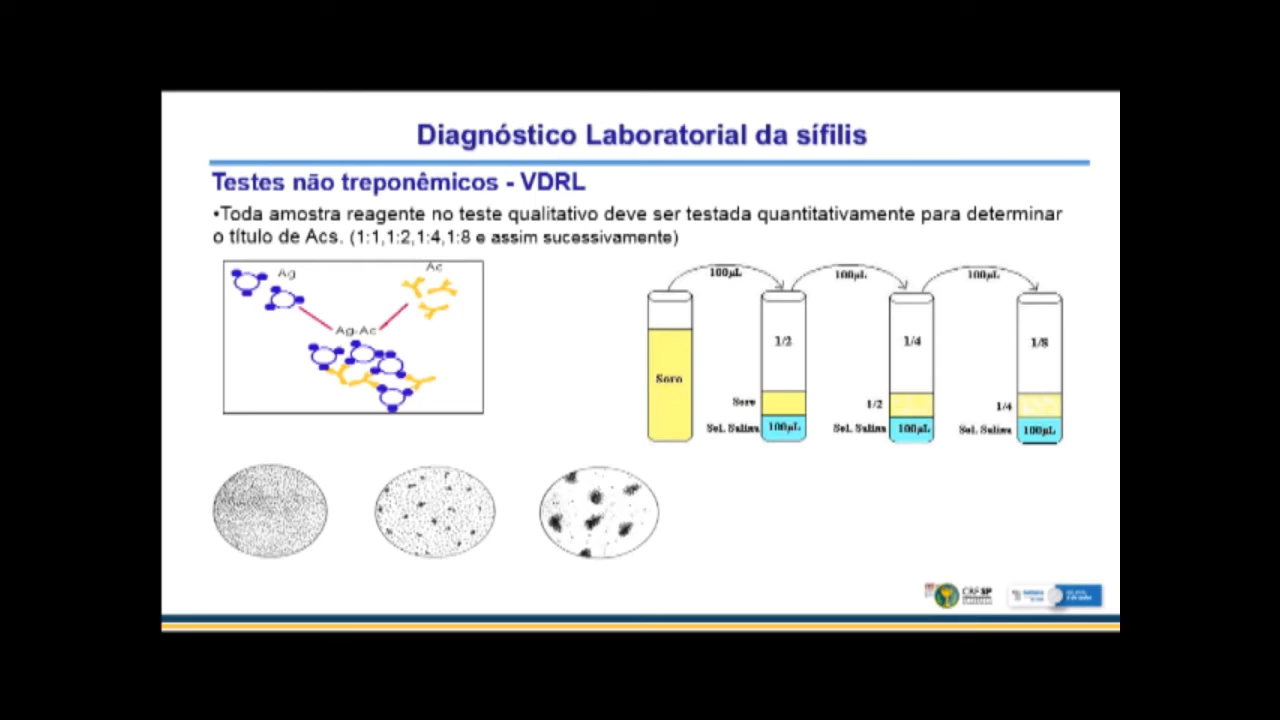 Diagnóstico Laboratorial da sífilis
Testes não treponêmicos - VDRL
•Toda amostra reagente no teste qualitativo deve ser testada quantitativamente para determinar
o título de Acs. (1:1,1:2,1:4,1:8 e assim sucessivamente)
Ag
Ac
Ag-Ac
100µL
100µL
100µL
1/2
1/4
1/8
Soro
Soro
1/2
1/4
Sol. Salina
100µL
Sol. Salina
100µL
Sol. Salina
100µL
CRF SP